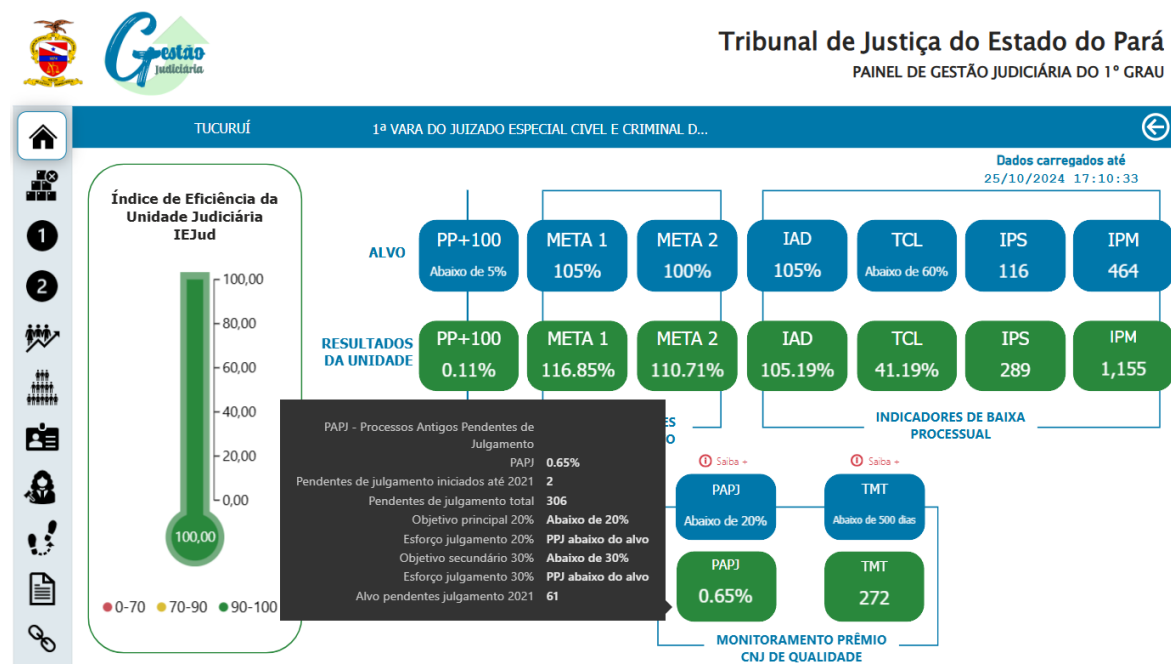 Gestão
Judiciária
Tribunal de Justiça do Estado do Pará
PAINEL DE GESTÃO JUDICIÁRIA DO 1º GRAU
TUCURUÍ
1ª VARA DO JUIZADO ESPECIAL CIVEL E CRIMINAL D...
Dados carregados até
25/10/2024 17:10:33
Índice de Eficiência da
Unidade Judiciária
IEJud
100,00
80,00
60,00
40,00
20,00
0,00
100,00
0-70 70-90 90-100
1
2
ALVO
PP+100
Abaixo de 5%
META 1
105%
META 2
100%
IAD
105%
TCL
Abaixo de 60%
IPS
116
IPM
464
RESULTADOS
DA UNIDADE
PP+100
0.11%
META 1
116.85%
META 2
110.71%
IAD
105.19%
TCL
41.19%
IPS
289
IPM
1,155
ES
O
INDICADORES DE BAIXA
PROCESSUAL
PAPJ - Processos Antigos Pendentes de
Julgamento
PAPJ 0.65%
Pendentes de julgamento iniciados até 2021 2
Pendentes de julgamento total 306
Objetivo principal 20% Abaixo de 20%
Esforço julgamento 20% PPJ abaixo do alvo
Objetivo secundário 30% Abaixo de 30%
Esforço julgamento 30% PPJ abaixo do alvo
Alvo pendentes julgamento 2021 61
Saiba +
PAPJ
Abaixo de 20%
PAPJ
0.65%
Saiba +
TMT
Abaixo de 500 dias
TMT
272
MONITORAMENTO PRÊMIO
CNJ DE QUALIDADE